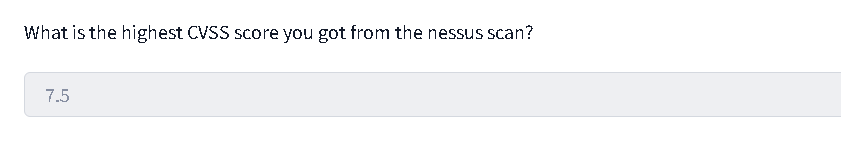 What is the highest CVSS score you got from the nessus scan?
7.5